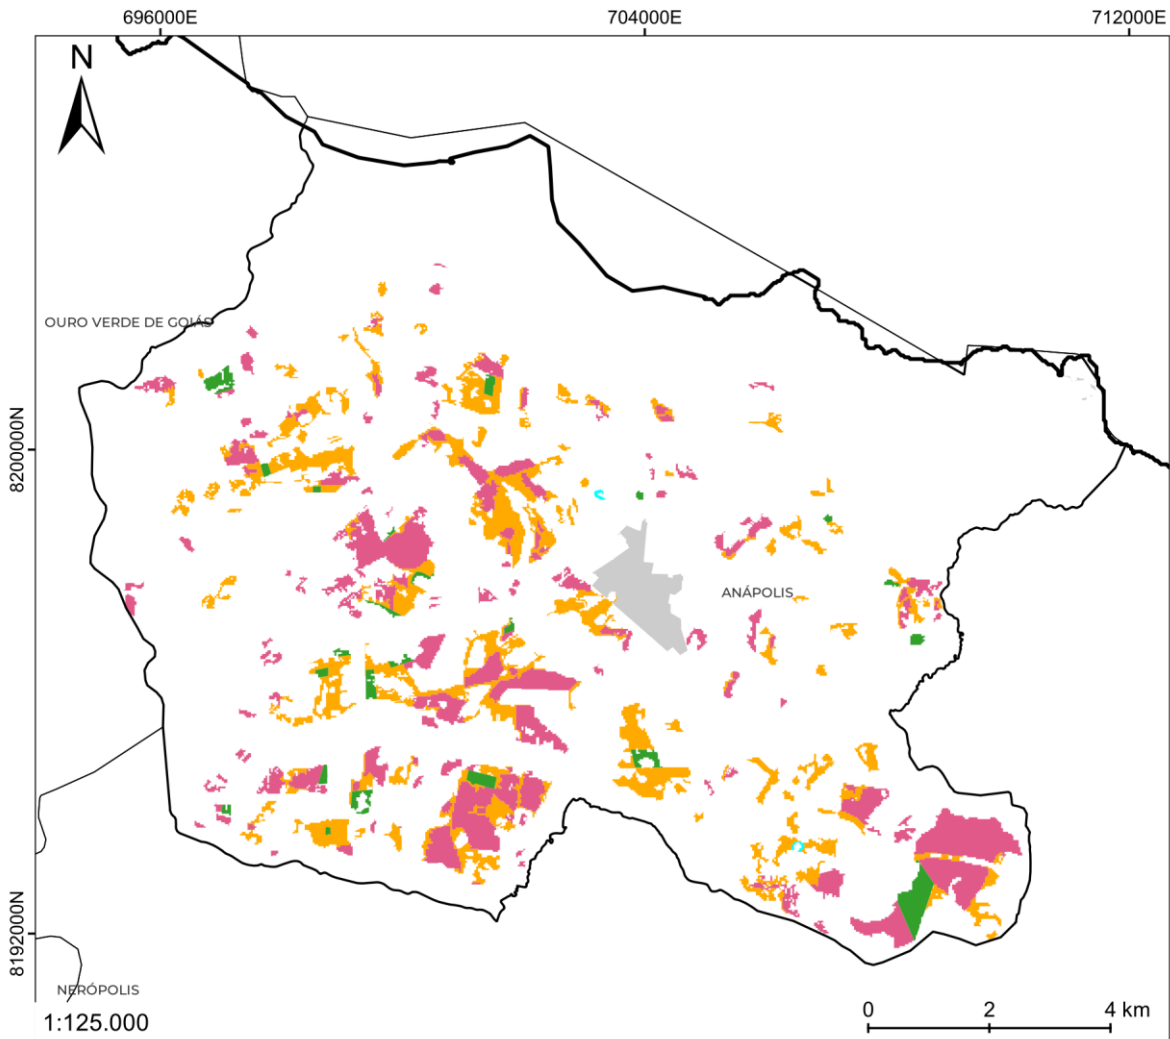 696000E
704000E
712000E
N
OURO VERDE DE GOIÁS
8200000N
ANÁPOLIS
8192000N
NERÓPOLIS
1:125.000
0
2
4 km